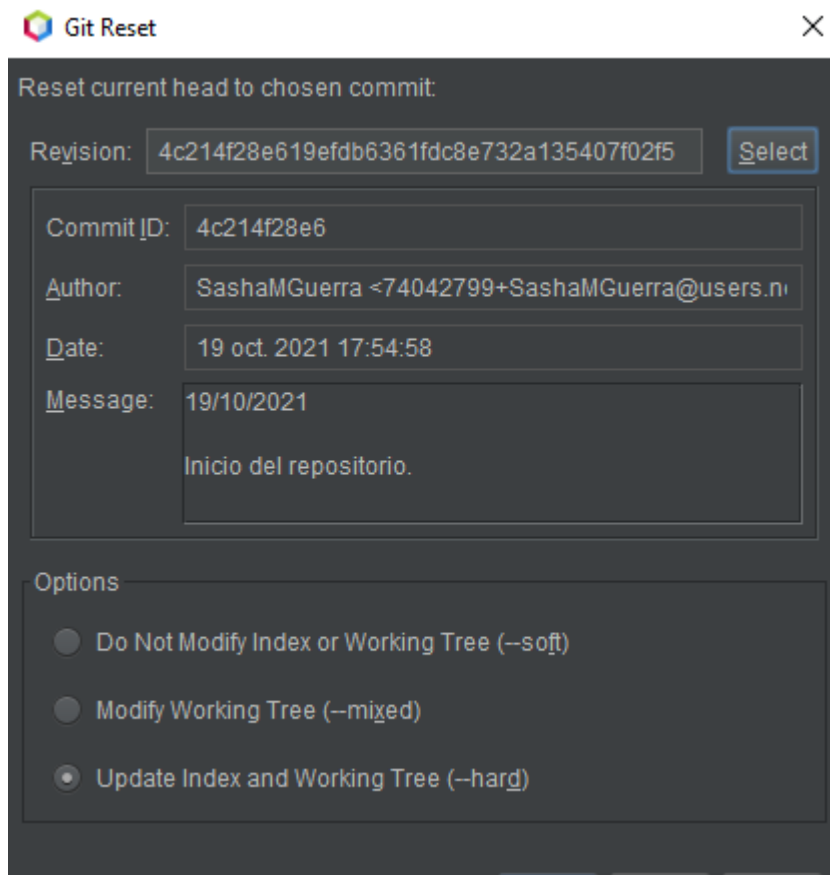 Git Reset
Reset current head to chosen commit:
Revision: 4c214f28e619efdb6361fdc8e732a135407f02f5 Select
Commit ID: 4c214f28e6
Author: SashaMGuerra <74042799+SashaMGuerra@users.n
Date: 19 oct. 2021 17:54:58
Message: 19/10/2021
Inicio del repositorio.
Options
Do Not Modify Index or Working Tree (--soft)
Modify Working Tree (--mixed)
Update Index and Working Tree (--hard)